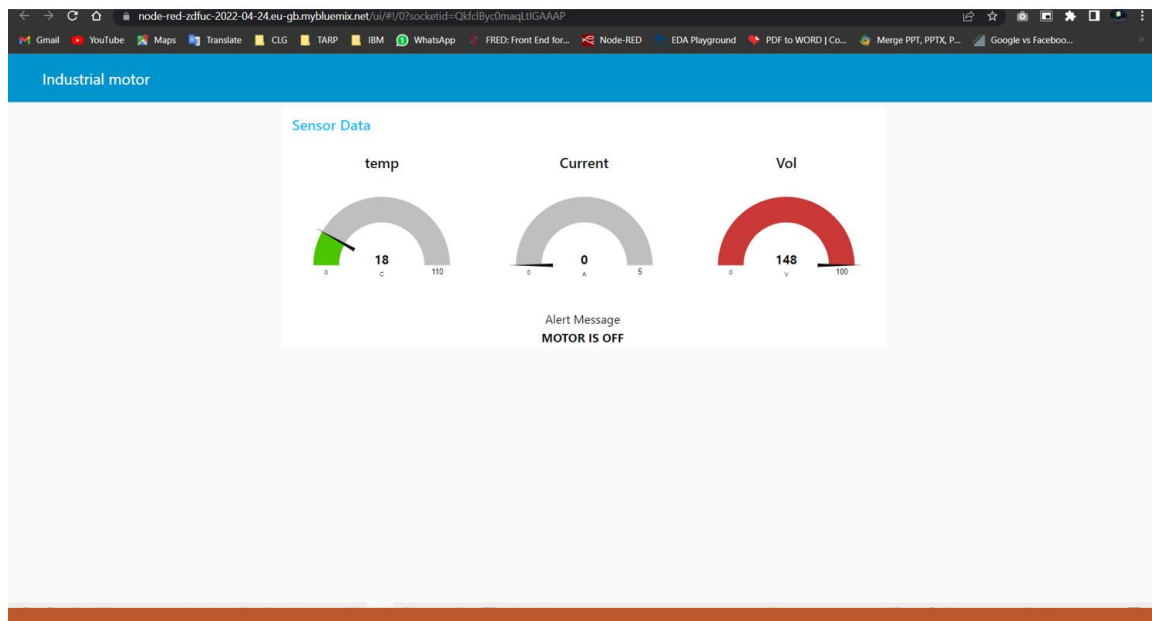 node-red-zdfuc-2022-04-24.eu-gb.mybluemix.net/ui/#!/0?socketid=QkfclByc0maqLtIGAAAP
Gmail YouTube Maps Translate CLG TARP IBM WhatsApp FRED: Front End for... Node-RED EDA Playground PDF to WORD | Co... Merge PPT, PPTX, P... Google vs Faceboo...
Industrial motor
Sensor Data
temp Current Vol
18 0 148
0 C 110 0 A 5 0 V 100
Alert Message
MOTOR IS OFF